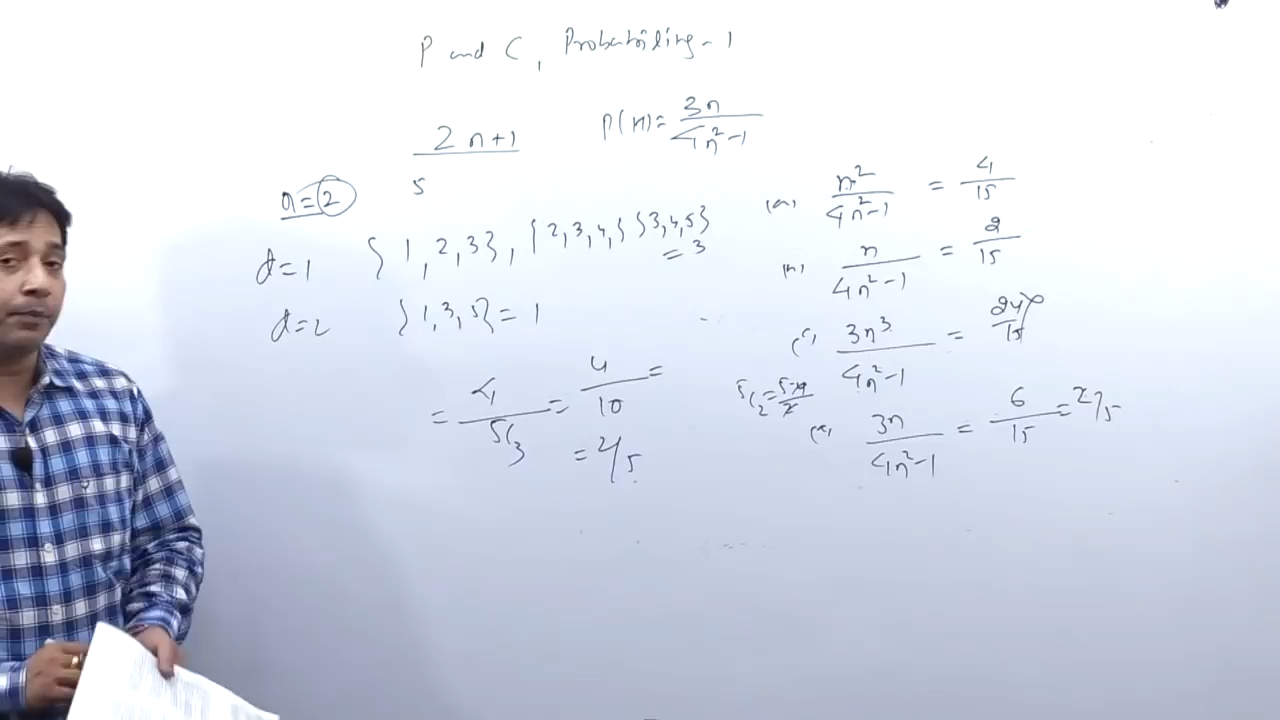 P and C, Probability-1
2n+1
P(n)= 3n/4n²-1
5
n=2
d=1 {1,2,3}, {2,3,4,} {3,4,5} = 3
d=2 {1,3,5} = 1
= 4/5C3 = 4/10 =
= 2/5
(a) n²/4n²-1 = 4/15
(b) n/4n²-1 = 2/15
(c) 3n³/4n²-1 = 24/15
5C2 = 5×4/2
3n/4n²-1 = 6/15 = 2/5